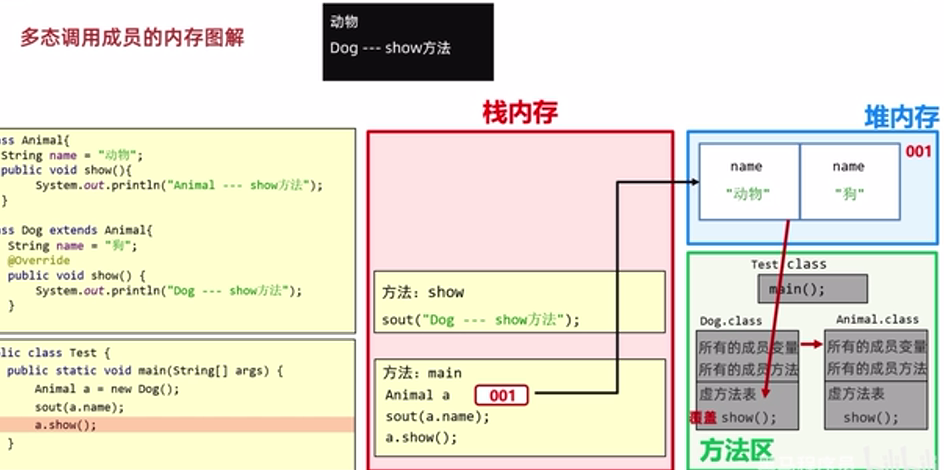 多态调用成员的内存图解
动物
Dog --- show方法
栈内存
堆内存
ss Animal{
String name = "动物";
public void show(){
System.out.println("Animal --- show方法");
}
ss Dog extends Animal{
String name = "狗";
@Override
public void show() {
System.out.println("Dog --- show方法");
}
lic class Test {
public static void main(String[] args) {
Animal a = new Dog();
sout(a.name);
a.show();
}
方法：show
sout("Dog --- show方法");
方法：main
Animal a 001
sout(a.name);
a.show();
001
name name
"动物" "狗"
Test.class
main();
Dog.class
所有的成员变量
所有的成员方法
虚方法表
覆盖 show();
Animal.class
所有的成员变量
所有的成员方法
虚方法表
show();
方法区